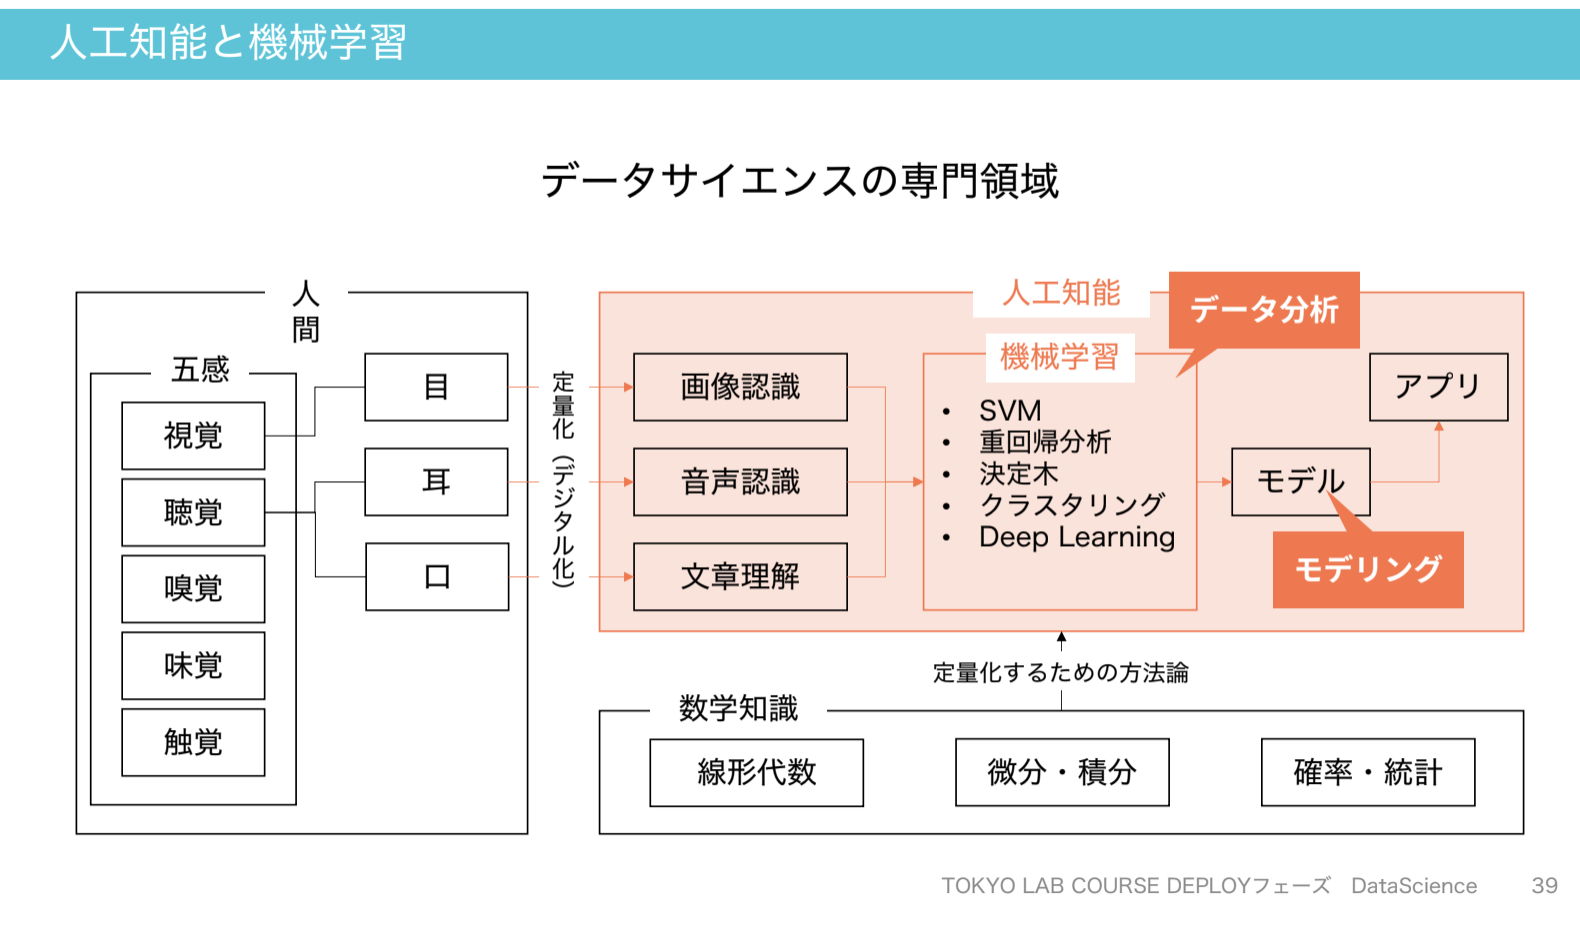 人工知能と機械学習
データサイエンスの専門領域
人
間
五感
視覚
聴覚
嗅覚
味覚
触覚
目
耳
口
定量化（デジタル化）
人工知能
データ分析
画像認識
音声認識
文章理解
機械学習
• SVM
• 重回帰分析
• 決定木
• クラスタリング
• Deep Learning
モデル
アプリ
モデリング
定量化するための方法論
数学知識
線形代数
微分・積分
確率・統計
TOKYO LAB COURSE DEPLOYフェーズ DataScience
39